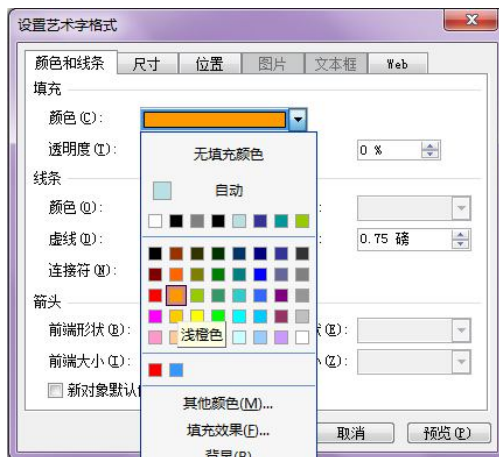 设置艺术字格式
颜色和线条 尺寸 位置 图片 文本框 Web
填充
颜色(C):
透明度(T): 0 %
无填充颜色
自动
线条
颜色(O): :
虚线(D): : 0.75 磅
连接符(N):
箭头
前端形状(B): (E):
浅橙色
前端大小(I): (Z):
新对象默认
其他颜色(M)...
填充效果(F)...
取消 预览(P)
背景(B)